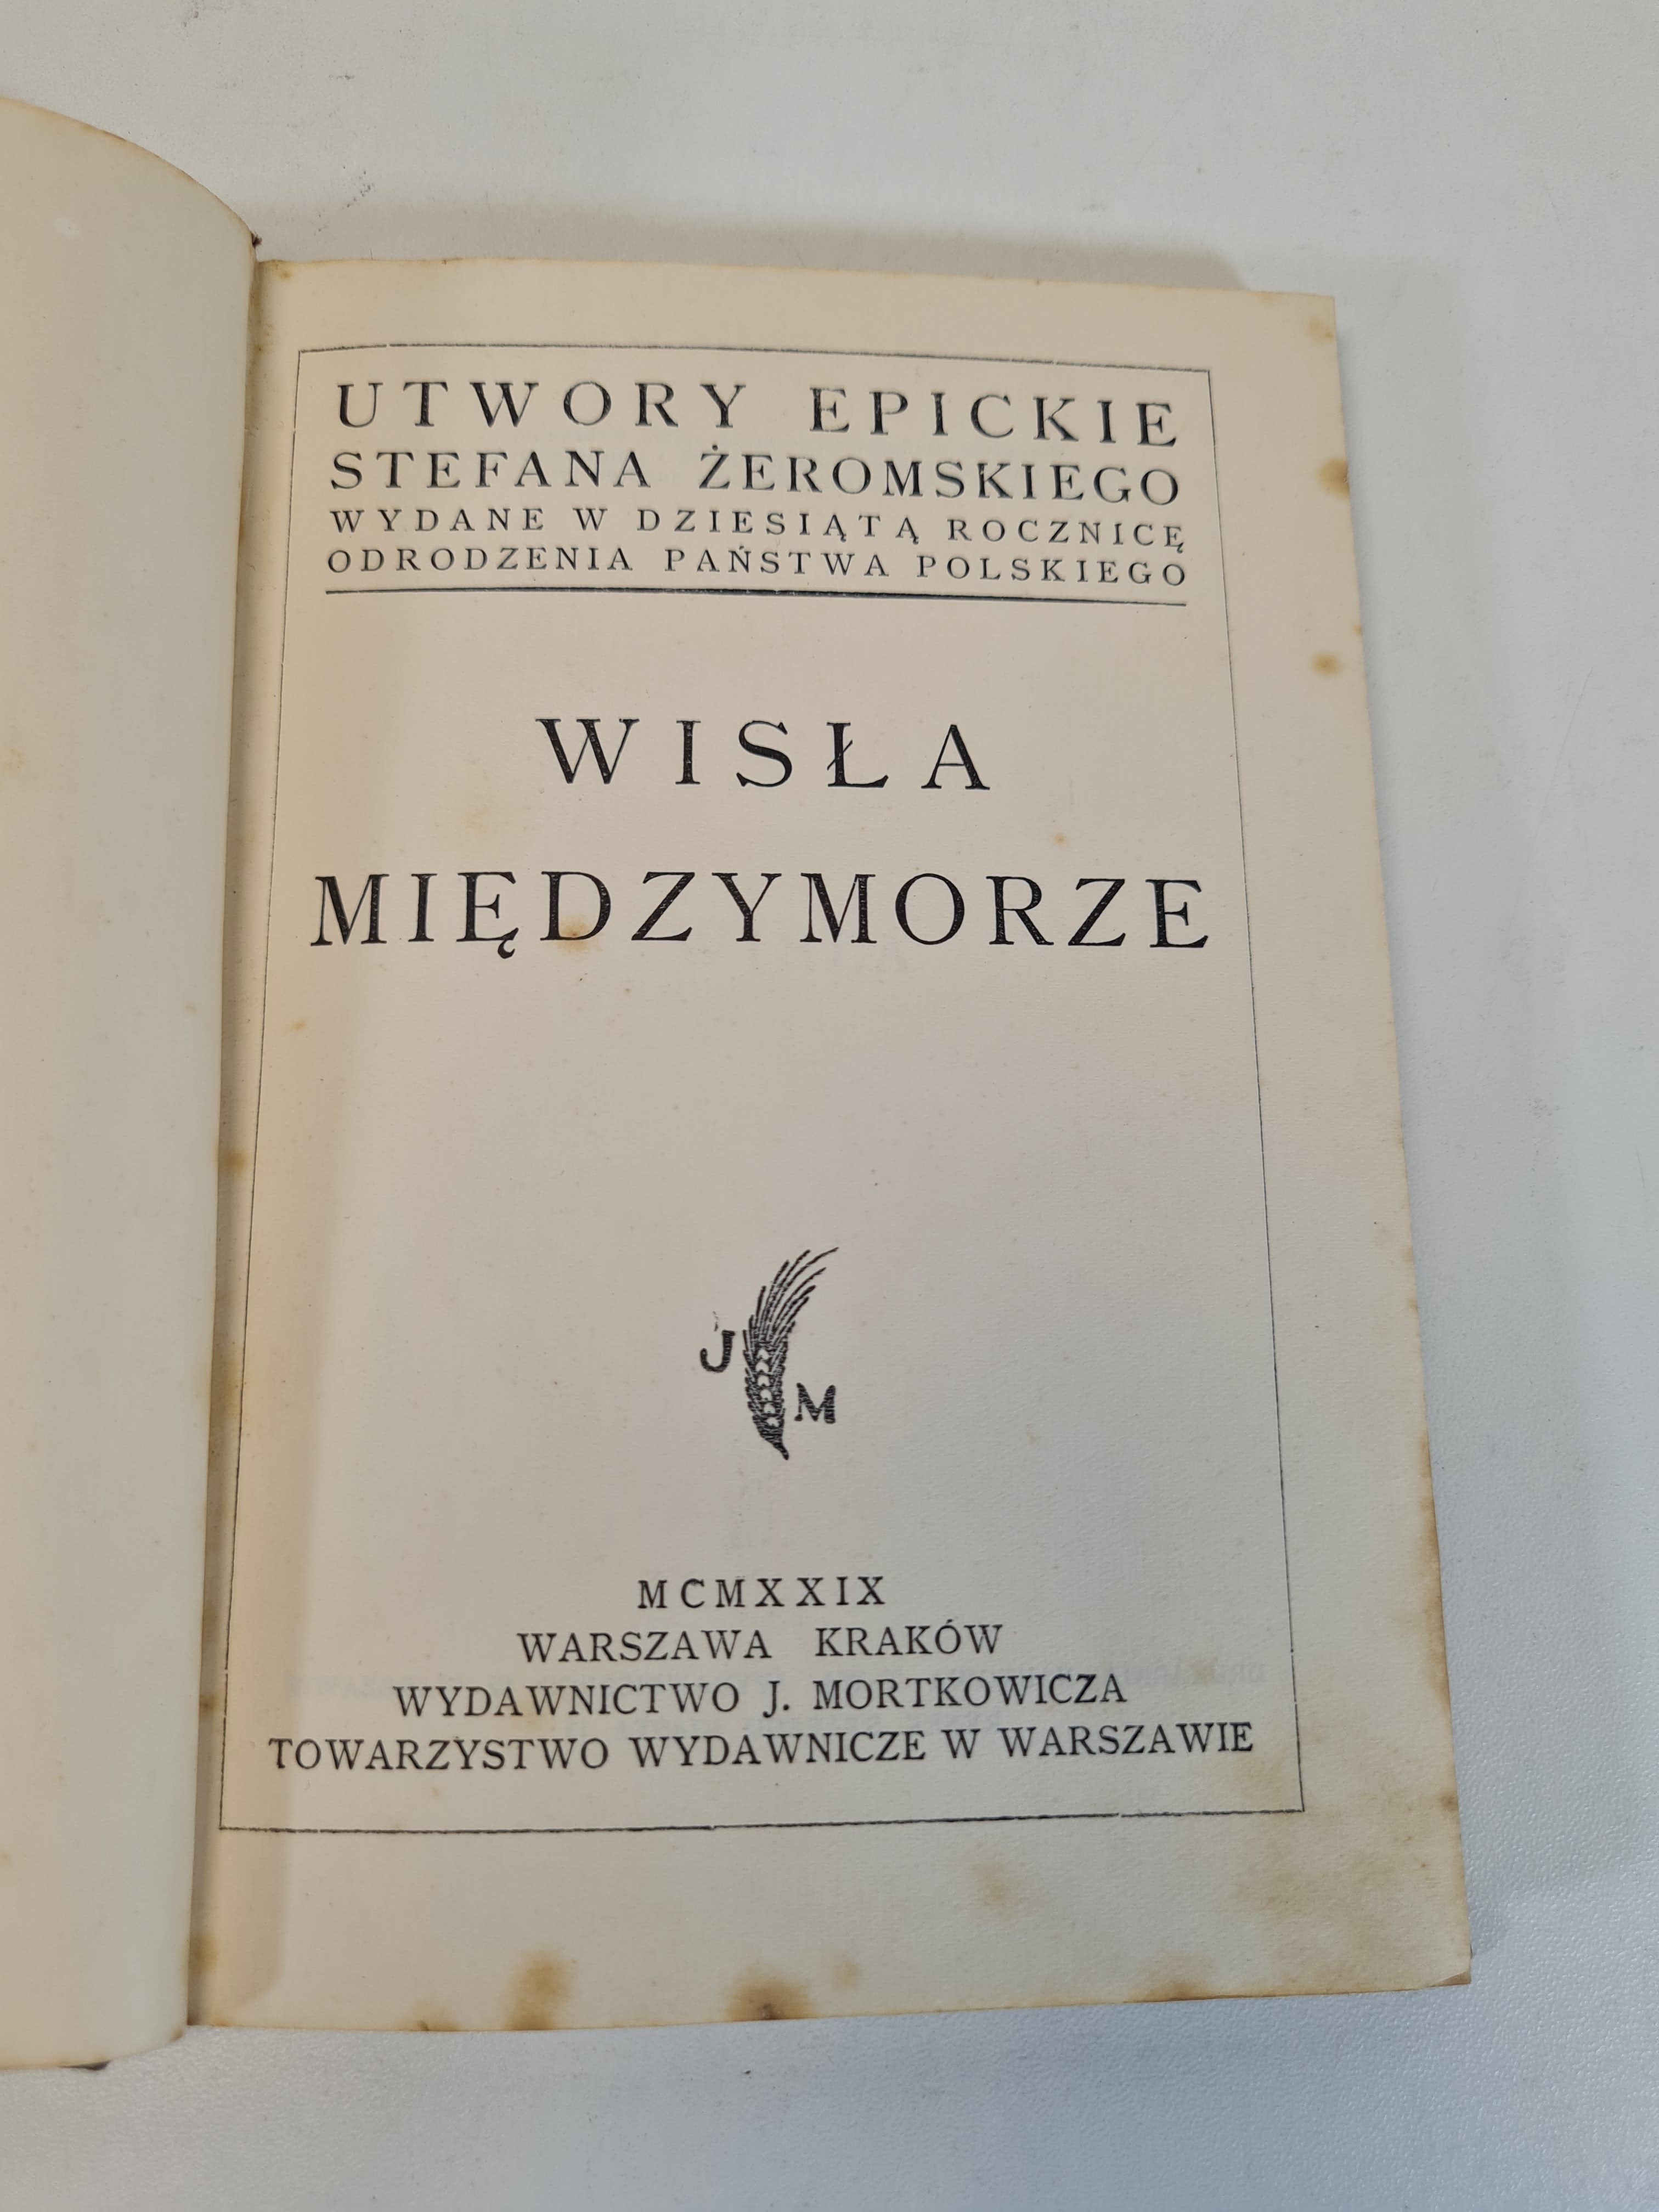 UTWORY EPICKIE
STEFANA ŻEROMSKIEGO
WYDANE W DZIESIĄTĄ ROCZNICĘ
ODRODZENIA PAŃSTWA POLSKIEGO
WISŁA
MIĘDZYMORZE
J
M
MCMXXIX
WARSZAWA KRAKÓW
WYDAWNICTWO J. MORTKOWICZA
TOWARZYSTWO WYDAWNICZE W WARSZAWIE